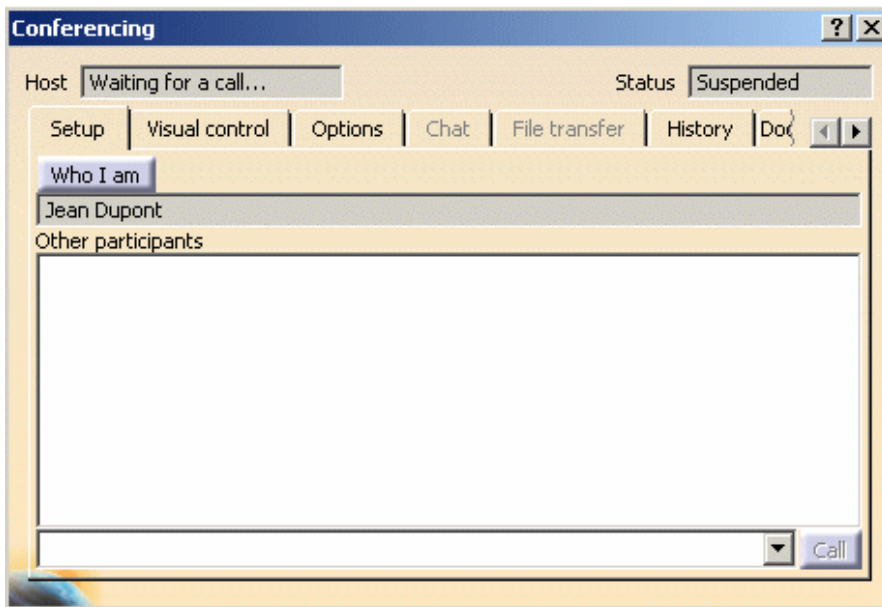 Conferencing
Host Waiting for a call... Status Suspended
Setup Visual control Options Chat File transfer History
Who I am
Jean Dupont
Other participants
Call